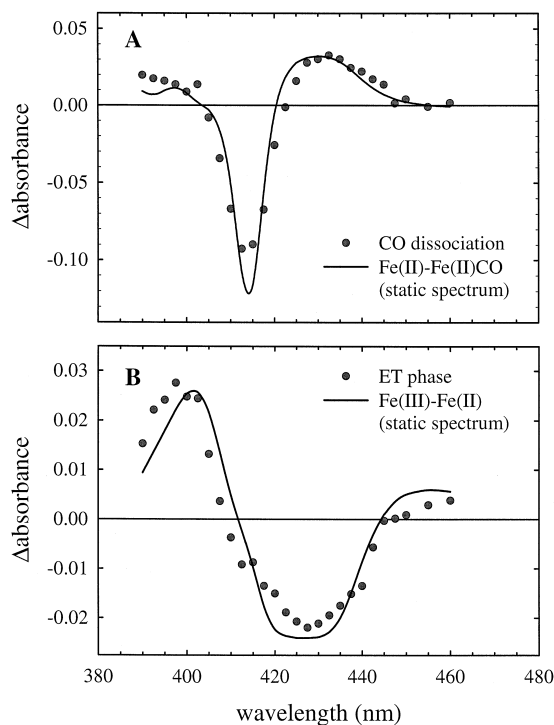 0.05
A
0.00
-0.05
-0.10
Δabsorbance
CO dissociation
Fe(II)-Fe(II)CO
(static spectrum)
0.03
B
0.02
0.01
0.00
-0.01
-0.02
Δabsorbance
ET phase
Fe(III)-Fe(II)
(static spectrum)
380 400 420 440 460 480
wavelength (nm)